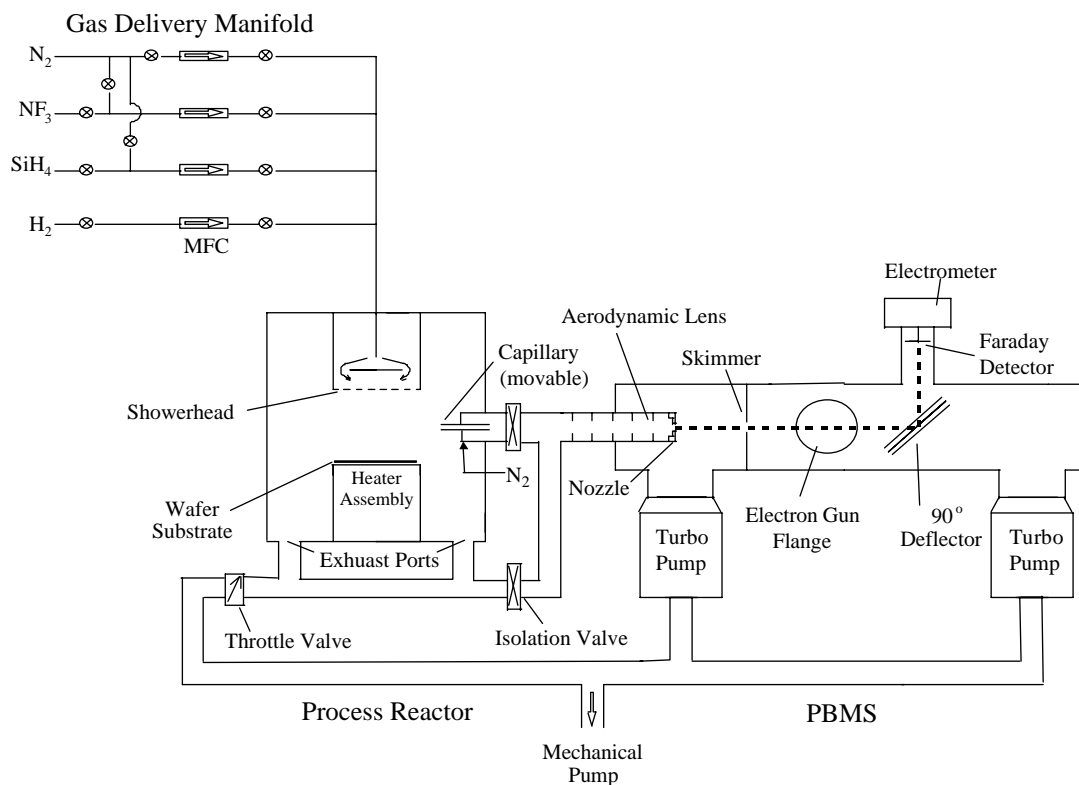 Gas Delivery Manifold
N₂
NF₃
SiH₄
H₂
MFC
Electrometer
Aerodynamic Lens
Faraday
Detector
Skimmer
Capillary
(movable)
Showerhead
N₂
Nozzle
Heater
Assembly
Wafer
Substrate
Electron Gun
Flange
90°
Deflector
Turbo
Pump
Turbo
Pump
Exhuast Ports
Throttle Valve
Isolation Valve
Process Reactor
PBMS
Mechanical
Pump